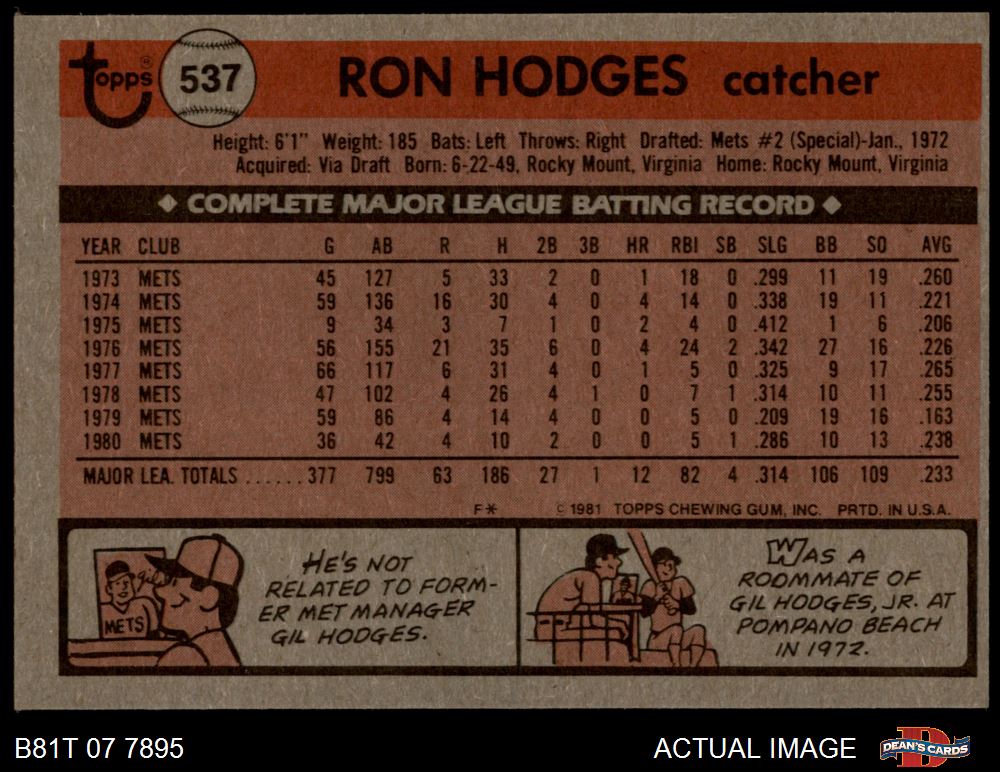 Topps ® 537 RON HODGES catcher
Height: 6'1" Weight: 185 Bats: Left Throws: Right Drafted: Mets #2 (Special)-Jan., 1972
Acquired: Via Draft Born: 6-22-49, Rocky Mount, Virginia Home: Rocky Mount, Virginia
◆ COMPLETE MAJOR LEAGUE BATTING RECORD ◆
YEAR CLUB G AB R H 2B 3B HR RBI SB SLG BB SO AVG
1973 METS 45 127 5 33 2 0 1 18 0 .299 11 19 .260
1974 METS 59 136 16 30 4 0 4 14 0 .338 19 11 .221
1975 METS 9 34 3 7 1 0 2 4 0 .412 1 6 .206
1976 METS 56 155 21 35 6 0 4 24 2 .342 27 16 .226
1977 METS 66 117 6 31 4 0 1 5 0 .325 9 17 .265
1978 METS 47 102 4 26 4 1 0 7 1 .314 10 11 .255
1979 METS 59 86 4 14 4 0 0 5 0 .209 19 16 .163
1980 METS 36 42 4 10 2 0 0 5 1 .286 10 13 .238
MAJOR LEA. TOTALS ......377 799 63 186 27 1 12 82 4 .314 106 109 .233
F* © 1981 TOPPS CHEWING GUM, INC. PRTD. IN U.S.A.
gil
METS
HE'S NOT
RELATED TO FORM-
ER MET MANAGER
GIL HODGES.
WAS A
ROOMMATE OF
GIL HODGES, JR. AT
POMPANO BEACH
IN 1972.
B81T 07 7895 ACTUAL IMAGE D DEAN'S CARDS